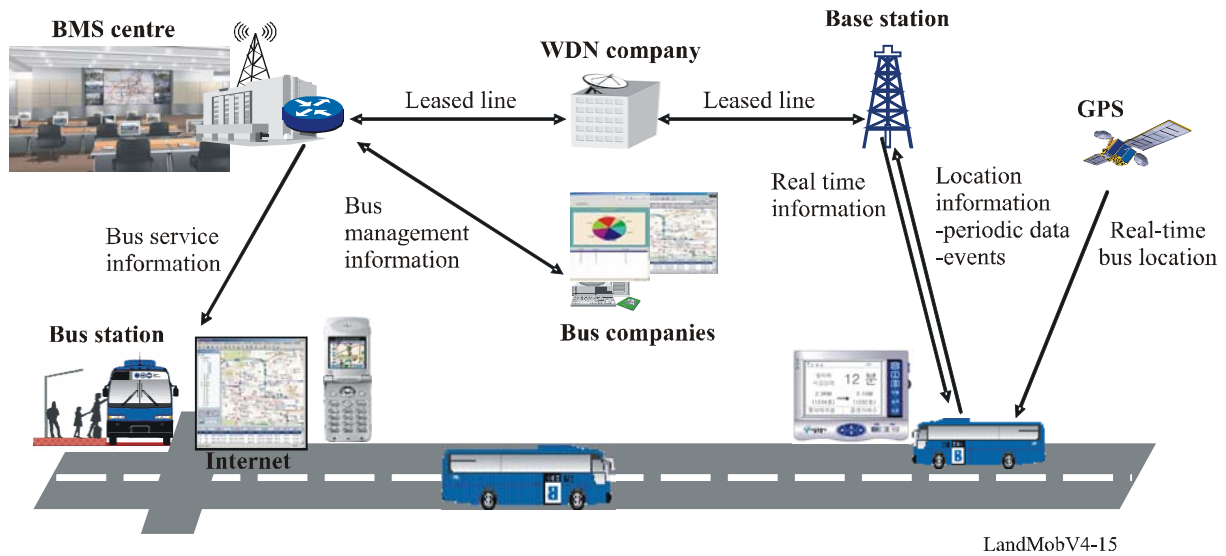 BMS centre
WDN company
Base station
GPS
Leased line
Leased line
Real time
information
Location
information
-periodic data
-events
Real-time
bus location
Bus service
information
Bus
management
information
Bus companies
Bus station
Internet
12 분
B
B
LandMobV4-15